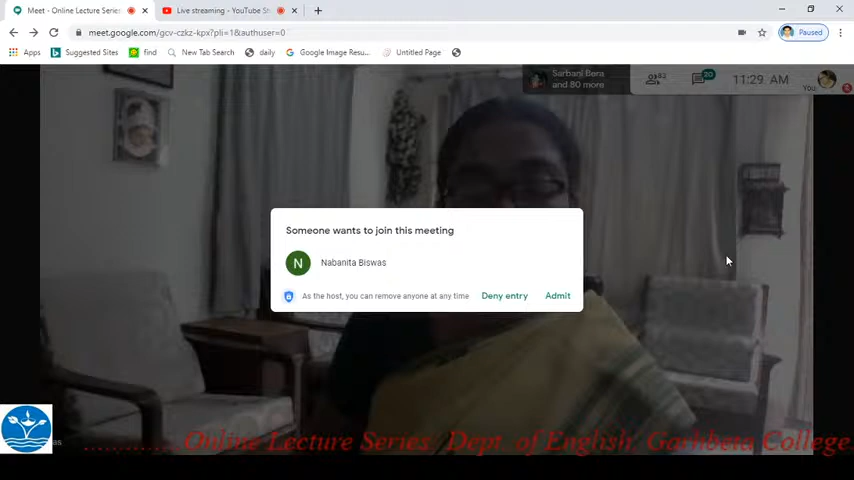 Meet - Online Lecture Series:
Live streaming - YouTube St
meet.google.com/gcv-czkz-kpx?pli=1&authuser=0
Paused
Apps
Suggested Sites
find
New Tab Search
daily
Google Image Resu...
Untitled Page
Sarbani Bera
and 80 more
83
20
11:29 AM
You
Someone wants to join this meeting
N
Nabanita Biswas
As the host, you can remove anyone at any time
Deny entry
Admit
..............Online Lecture Series, Dept. of English, Garhbeta College